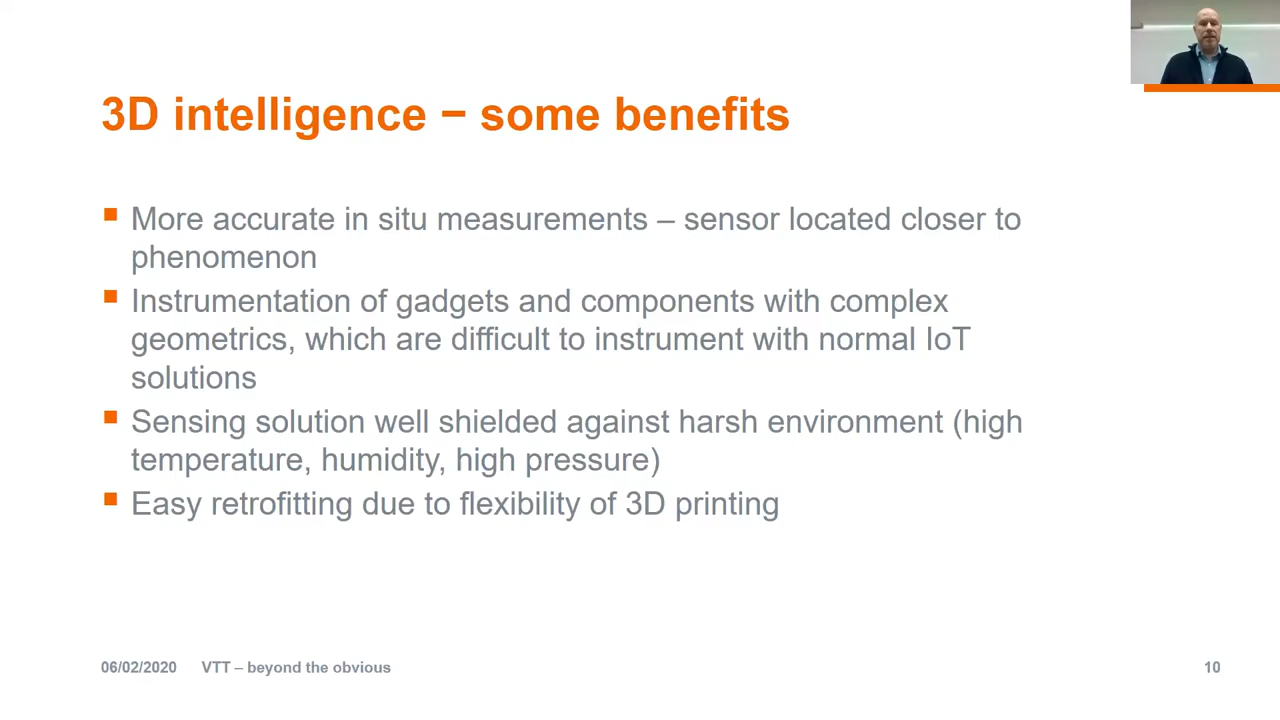 3D intelligence − some benefits
More accurate in situ measurements – sensor located closer to
phenomenon
Instrumentation of gadgets and components with complex
geometrics, which are difficult to instrument with normal IoT
solutions
Sensing solution well shielded against harsh environment (high
temperature, humidity, high pressure)
Easy retrofitting due to flexibility of 3D printing
06/02/2020 VTT – beyond the obvious 10